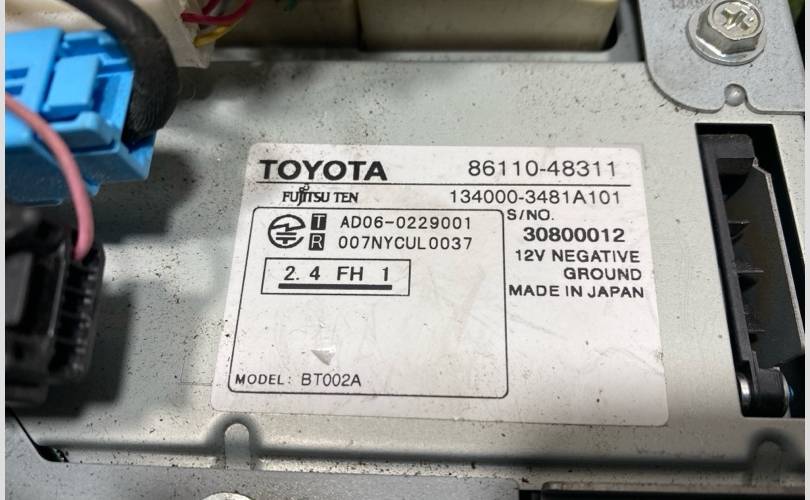 TOYOTA 86110-48311
FUJITSU TEN 134000-3481A101
S/NO.
T AD06-0229001
R 007NYCUL0037
30800012
12V NEGATIVE
GROUND
2.4 FH 1
MADE IN JAPAN
MODEL: BT002A